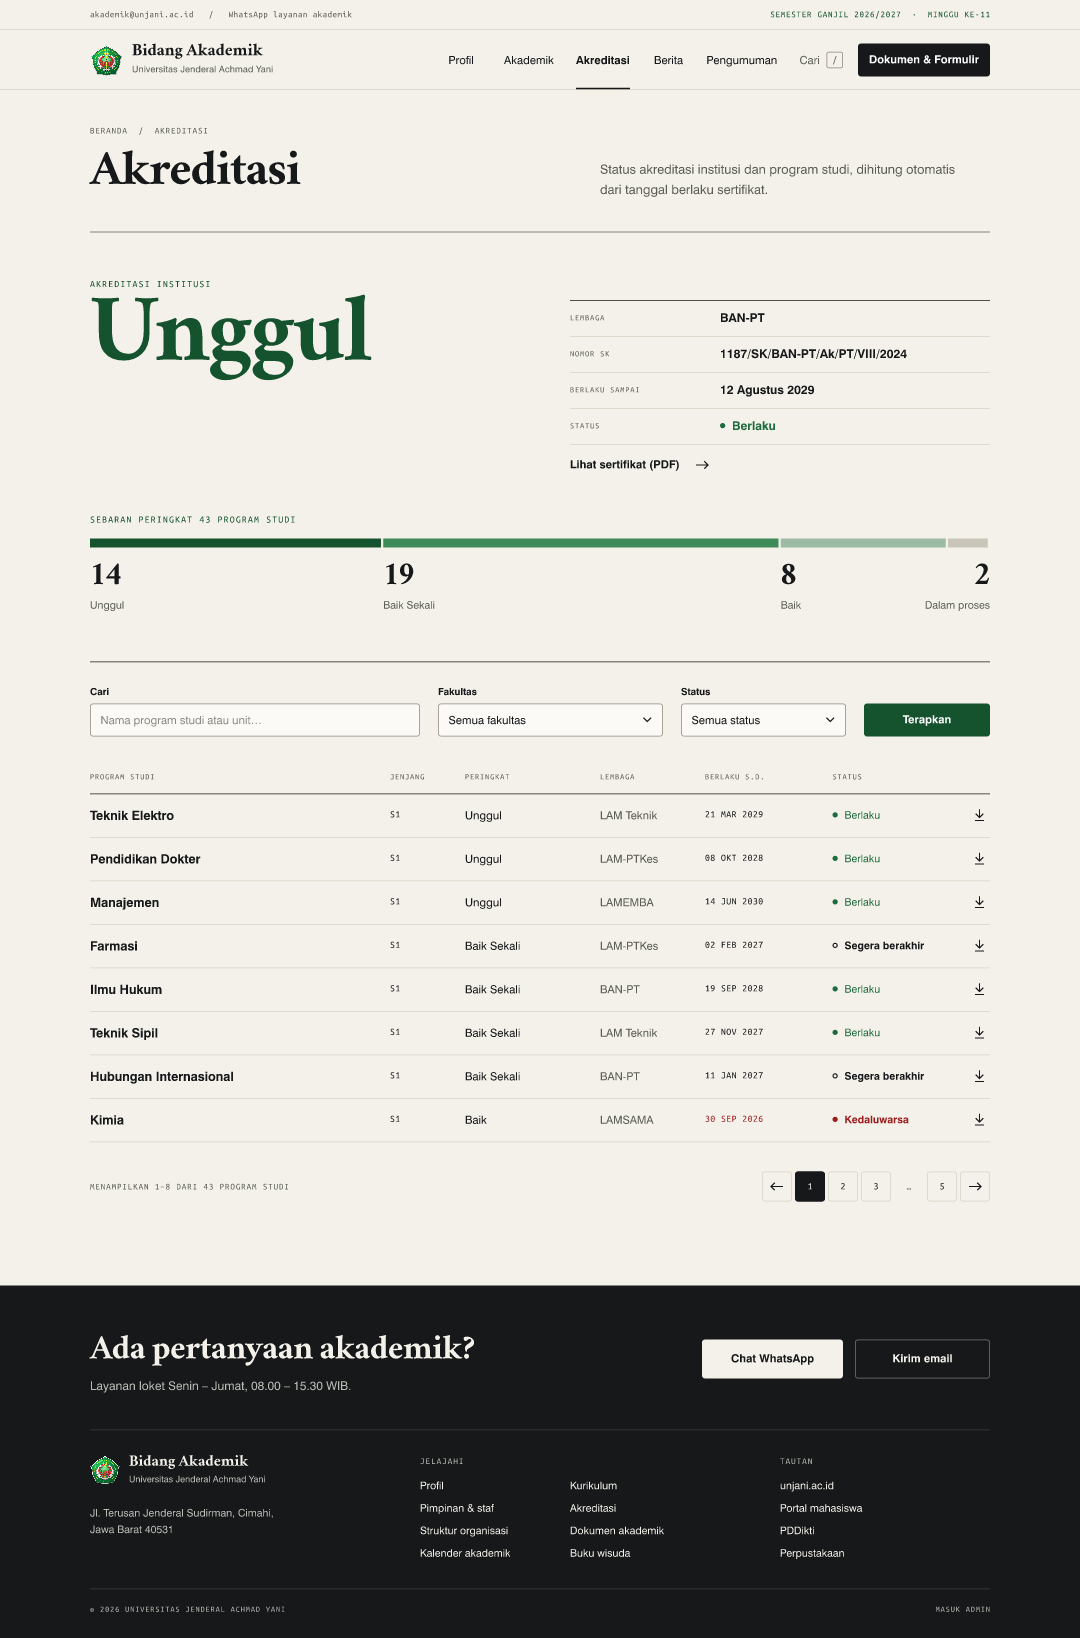 akademik@unjani.ac.id / WhatsApp layanan akademik
SEMESTER GANJIL 2026/2027 · MINGGU KE-11
Bidang Akademik
Universitas Jenderal Achmad Yani
Profil Akademik Akreditasi Berita Pengumuman Cari / Dokumen & Formulir
BERANDA / AKREDITASI
Akreditasi
Status akreditasi institusi dan program studi, dihitung otomatis
dari tanggal berlaku sertifikat.
AKREDITASI INSTITUSI
Unggul
LEMBAGA BAN-PT
NOMOR SK 1187/SK/BAN-PT/Ak/PT/VIII/2024
BERLAKU SAMPAI 12 Agustus 2029
STATUS Berlaku
Lihat sertifikat (PDF) →
SEBARAN PERINGKAT 43 PROGRAM STUDI
14 19 8 2
Unggul Baik Sekali Baik Dalam proses
Cari Fakultas Status
Nama program studi atau unit… Semua fakultas Semua status Terapkan
PROGRAM STUDI JENJANG PERINGKAT LEMBAGA BERLAKU S.D. STATUS
Teknik Elektro S1 Unggul LAM Teknik 21 MAR 2029 Berlaku
Pendidikan Dokter S1 Unggul LAM-PTKes 08 OKT 2028 Berlaku
Manajemen S1 Unggul LAMEMBA 14 JUN 2030 Berlaku
Farmasi S1 Baik Sekali LAM-PTKes 02 FEB 2027 Segera berakhir
Ilmu Hukum S1 Baik Sekali BAN-PT 19 SEP 2028 Berlaku
Teknik Sipil S1 Baik Sekali LAM Teknik 27 NOV 2027 Berlaku
Hubungan Internasional S1 Baik Sekali BAN-PT 11 JAN 2027 Segera berakhir
Kimia S1 Baik LAMSAMA 30 SEP 2026 Kedaluwarsa
MENAMPILKAN 1-8 DARI 43 PROGRAM STUDI
← 1 2 3 … 5 →
Ada pertanyaan akademik?
Layanan loket Senin – Jumat, 08.00 – 15.30 WIB.
Chat WhatsApp Kirim email
Bidang Akademik
Universitas Jenderal Achmad Yani
Jl. Terusan Jenderal Sudirman, Cimahi,
Jawa Barat 40531
JELAJAHI
Profil Kurikulum
Pimpinan & staf Akreditasi
Struktur organisasi Dokumen akademik
Kalender akademik Buku wisuda
TAUTAN
unjani.ac.id
Portal mahasiswa
PDDikti
Perpustakaan
© 2026 UNIVERSITAS JENDERAL ACHMAD YANI
MASUK ADMIN